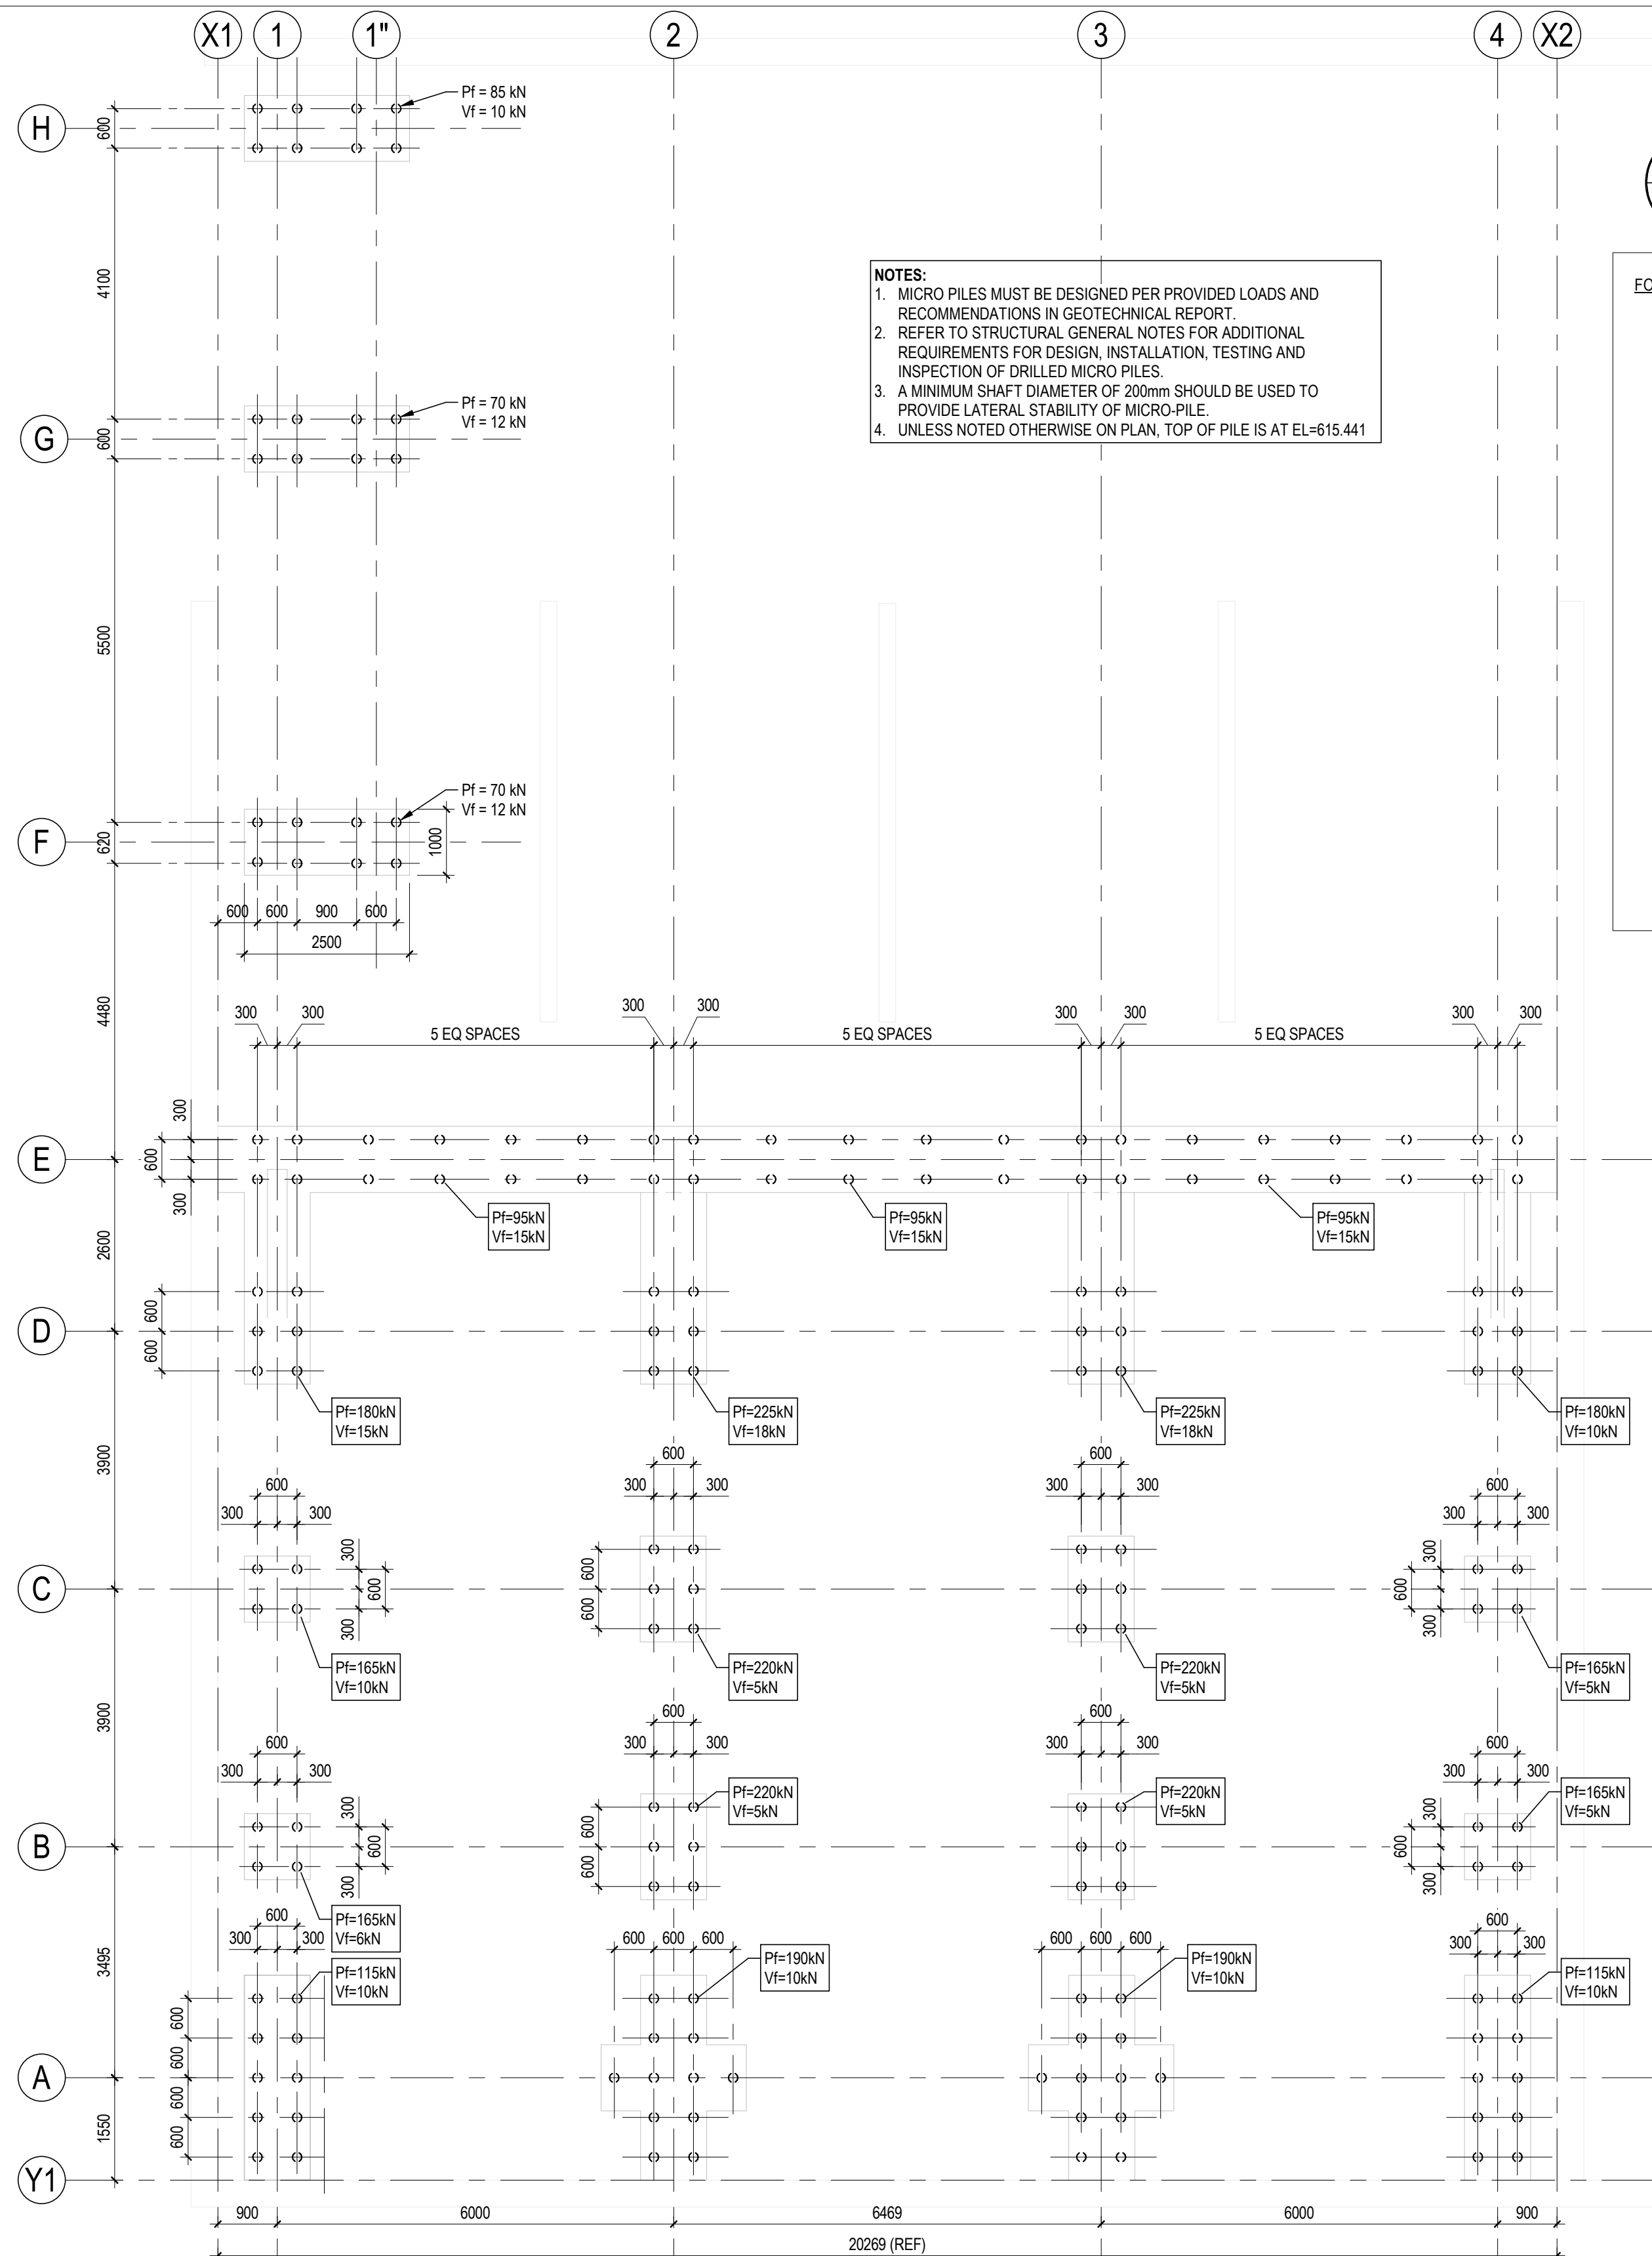 X1
1
1"
2
3
4
X2
H
600
Pf = 85 kN
Vf = 10 kN
4100
NOTES:
1. MICRO PILES MUST BE DESIGNED PER PROVIDED LOADS AND
RECOMMENDATIONS IN GEOTECHNICAL REPORT.
2. REFER TO STRUCTURAL GENERAL NOTES FOR ADDITIONAL
REQUIREMENTS FOR DESIGN, INSTALLATION, TESTING AND
INSPECTION OF DRILLED MICRO PILES.
3. A MINIMUM SHAFT DIAMETER OF 200mm SHOULD BE USED TO
PROVIDE LATERAL STABILITY OF MICRO-PILE.
4. UNLESS NOTED OTHERWISE ON PLAN, TOP OF PILE IS AT EL=615.441
FO
G
600
Pf = 70 kN
Vf = 12 kN
5500
F
620
Pf = 70 kN
Vf = 12 kN
1000
600
600
900
600
2500
4480
300
300
5 EQ SPACES
300
300
5 EQ SPACES
300
300
5 EQ SPACES
300
300
E
300
600
300
Pf=95kN
Vf=15kN
Pf=95kN
Vf=15kN
Pf=95kN
Vf=15kN
2600
D
600
600
Pf=180kN
Vf=15kN
Pf=225kN
Vf=18kN
Pf=225kN
Vf=18kN
Pf=180kN
Vf=10kN
3900
600
300
300
600
300
300
600
300
300
600
300
300
C
300
600
300
600
600
300
600
300
Pf=165kN
Vf=10kN
Pf=220kN
Vf=5kN
Pf=220kN
Vf=5kN
Pf=165kN
Vf=5kN
3900
600
300
300
600
300
300
600
300
300
600
300
300
Pf=220kN
Vf=5kN
Pf=220kN
Vf=5kN
Pf=165kN
Vf=5kN
B
300
600
300
600
600
300
600
300
Pf=165kN
Vf=6kN
3495
600
300
300
600
600
600
600
600
600
600
300
300
Pf=115kN
Vf=10kN
Pf=190kN
Vf=10kN
Pf=190kN
Vf=10kN
Pf=115kN
Vf=10kN
A
600
600
600
600
1550
Y1
900
6000
6469
6000
900
20269 (REF)